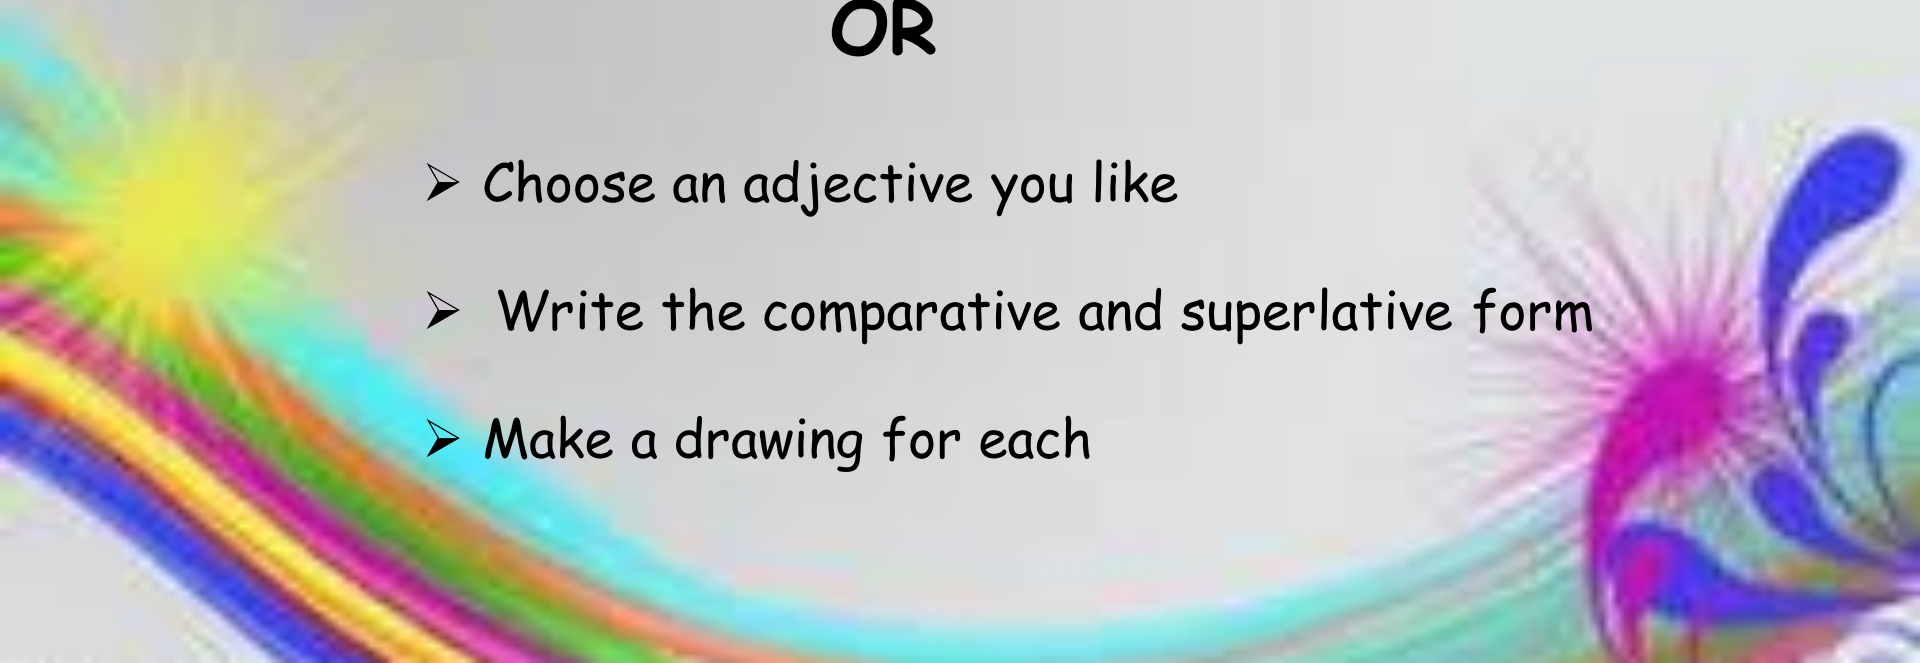 OR
➢ Choose an adjective you like
➢ Write the comparative and superlative form
➢ Make a drawing for each